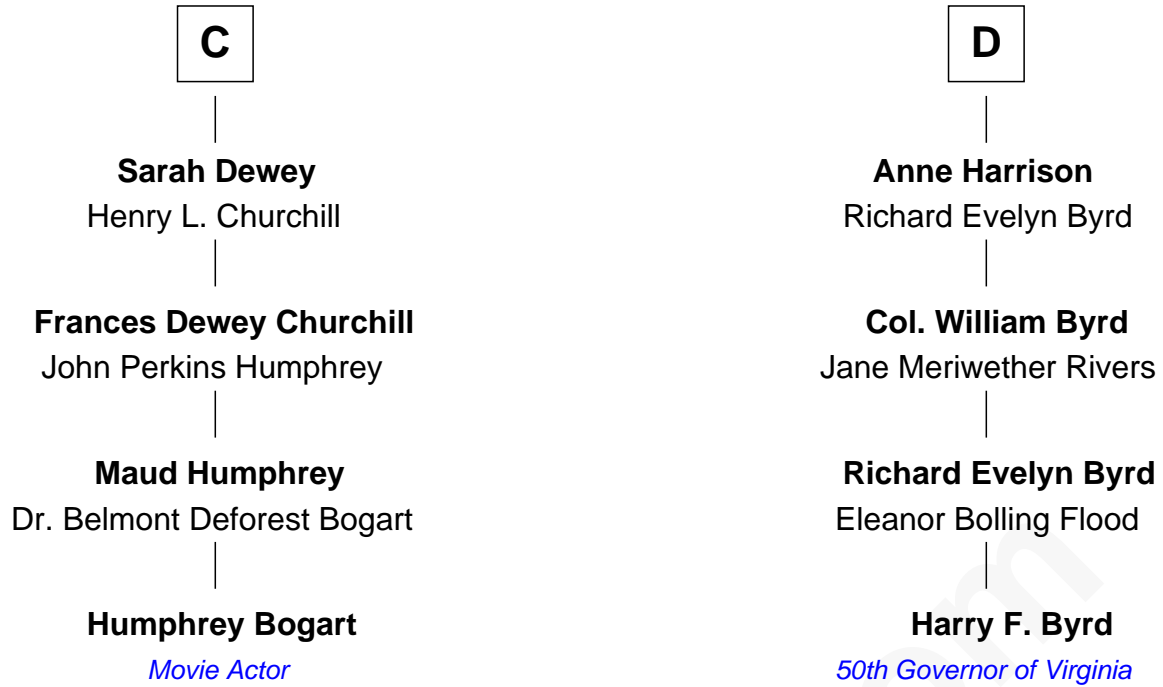 C
Sarah Dewey
Henry L. Churchill
Frances Dewey Churchill
John Perkins Humphrey
Maud Humphrey
Dr. Belmont Deforest Bogart
Humphrey Bogart
Movie Actor
D
Anne Harrison
Richard Evelyn Byrd
Col. William Byrd
Jane Meriwether Rivers
Richard Evelyn Byrd
Eleanor Bolling Flood
Harry F. Byrd
50th Governor of Virginia